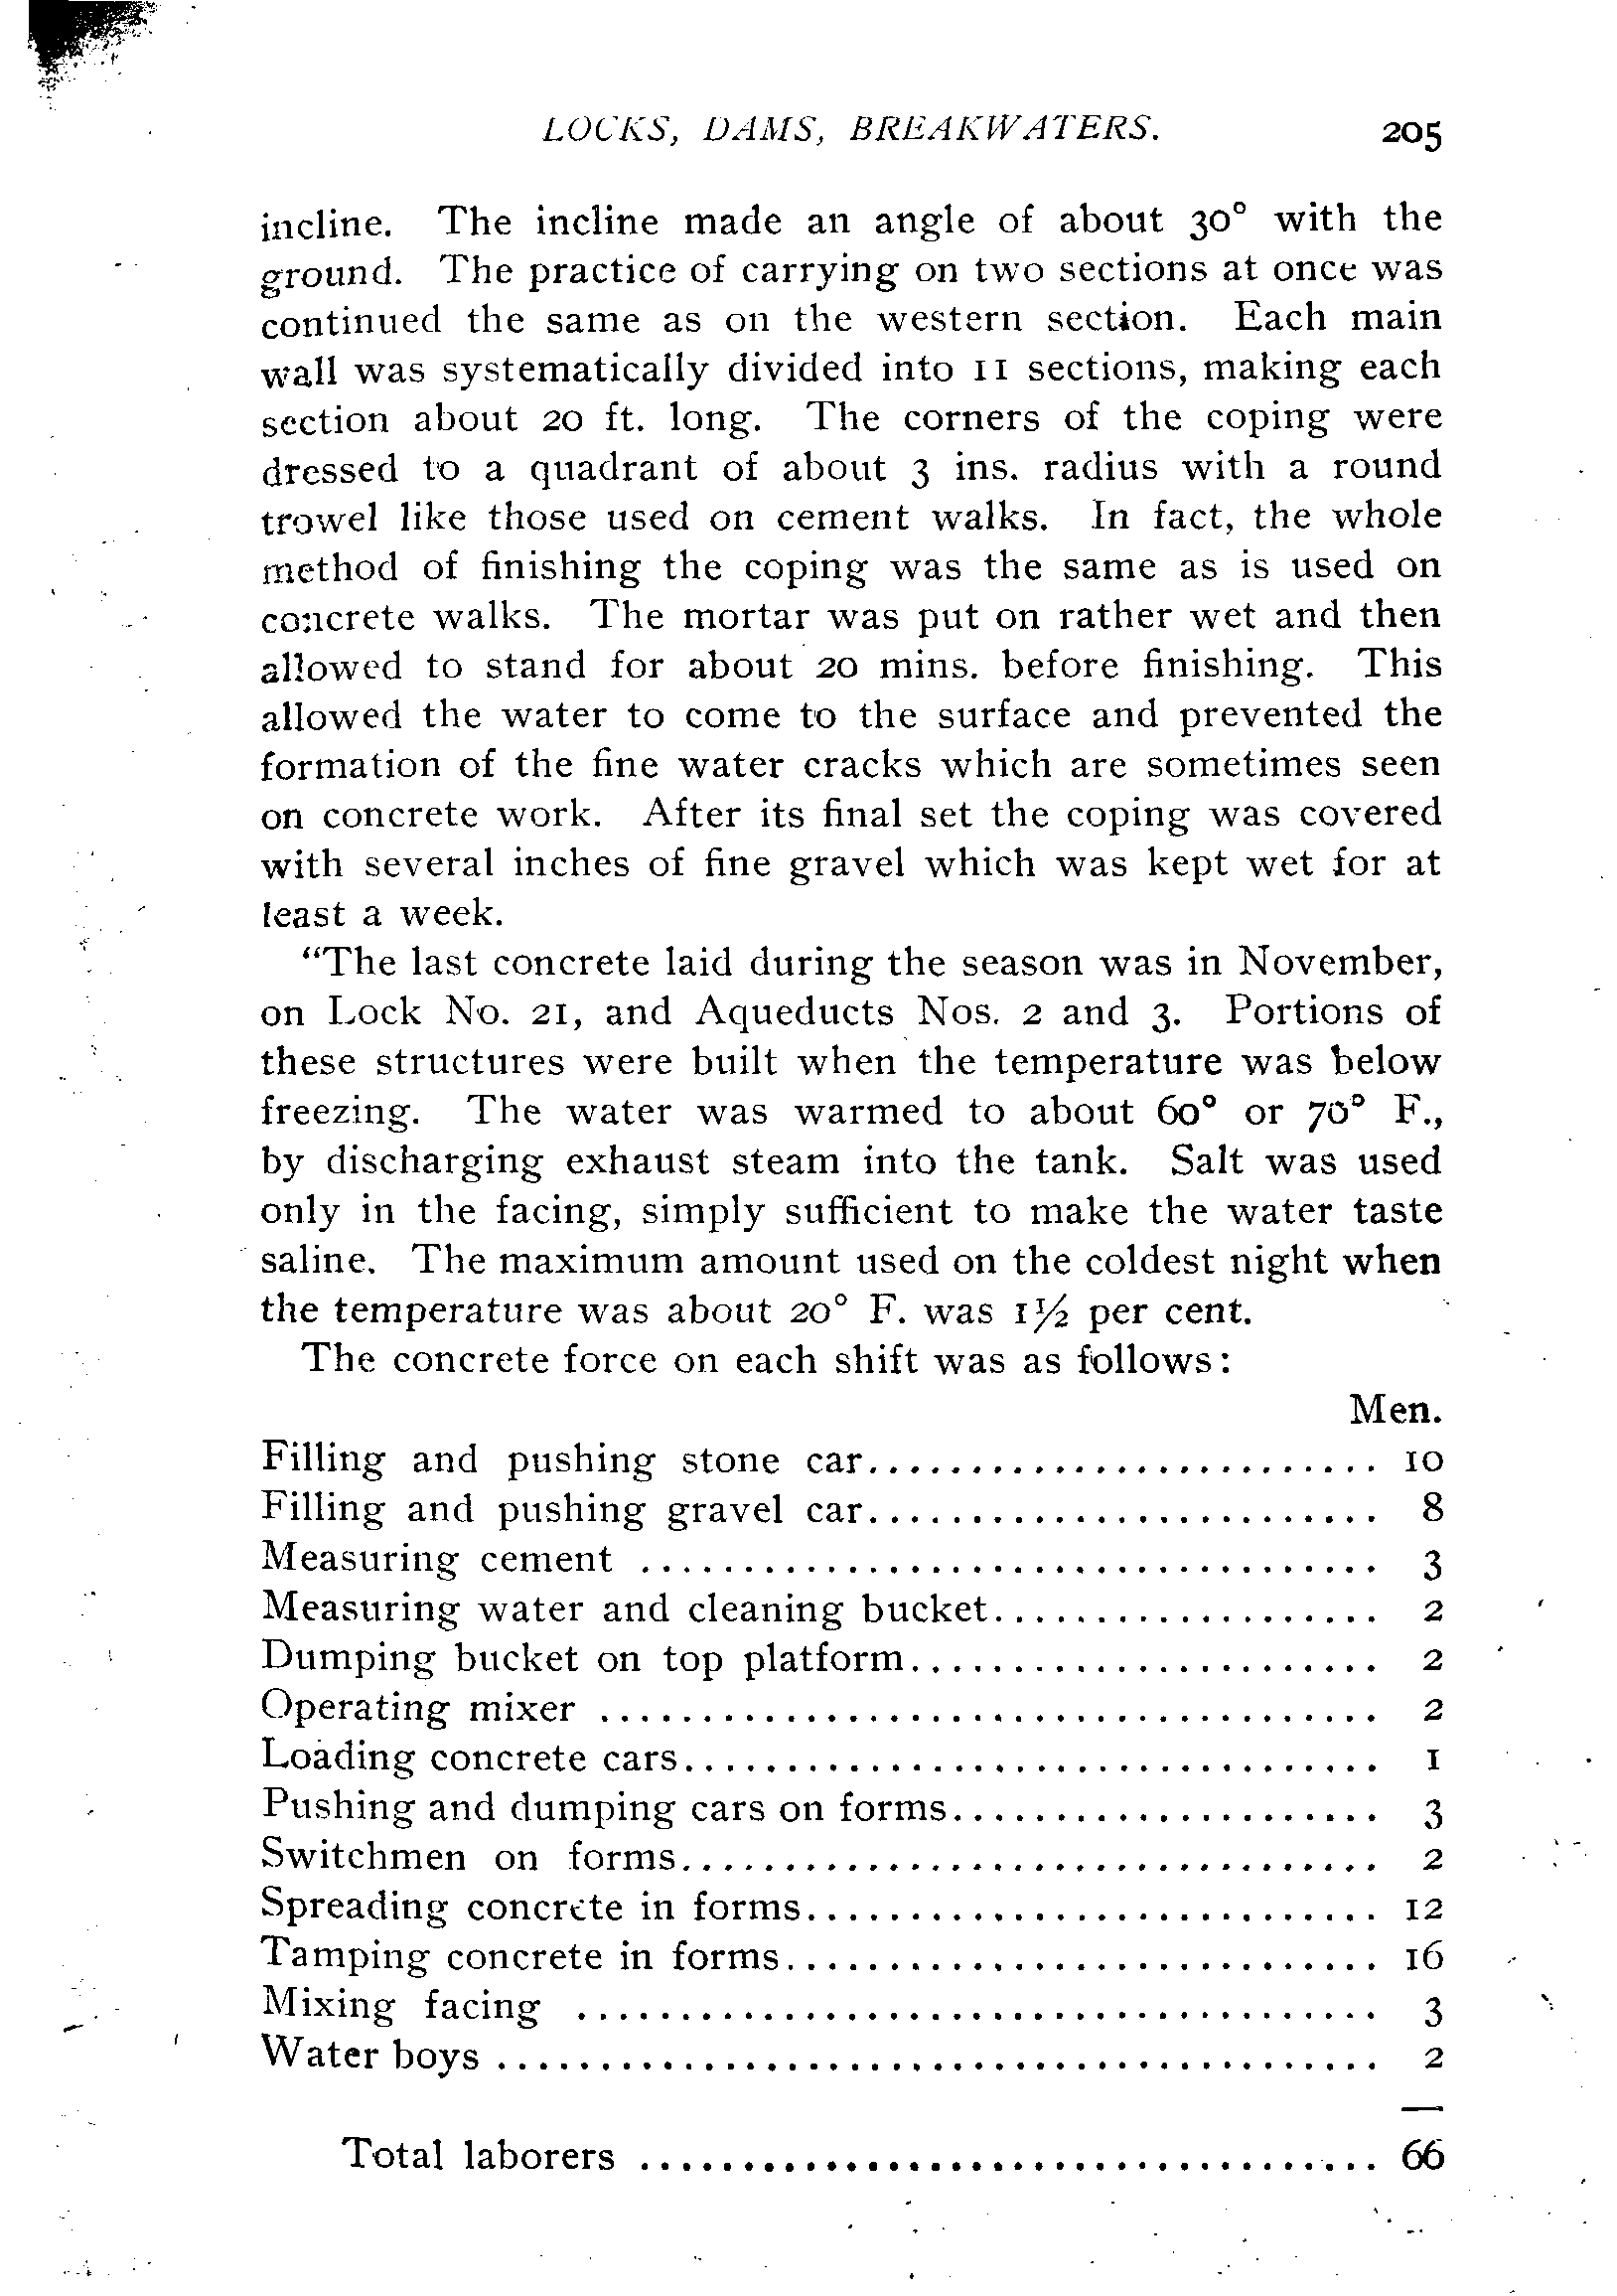 LOCKS, DAMS, BREAKWATERS. 205
incline. The incline made an angle of about 30° with the
ground. The practice of carrying on two sections at once was
continued the same as on the western section. Each main
wall was systematically divided into 11 sections, making each
section about 20 ft. long. The corners of the coping were
dressed to a quadrant of about 3 ins. radius with a round
trowel like those used on cement walks. In fact, the whole
method of finishing the coping was the same as is used on
concrete walks. The mortar was put on rather wet and then
allowed to stand for about 20 mins. before finishing. This
allowed the water to come to the surface and prevented the
formation of the fine water cracks which are sometimes seen
on concrete work. After its final set the coping was covered
with several inches of fine gravel which was kept wet for at
least a week.
"The last concrete laid during the season was in November,
on Lock No. 21, and Aqueducts Nos. 2 and 3. Portions of
these structures were built when the temperature was below
freezing. The water was warmed to about 60° or 70° F.,
by discharging exhaust steam into the tank. Salt was used
only in the facing, simply sufficient to make the water taste
saline. The maximum amount used on the coldest night when
the temperature was about 20° F. was 1½ per cent.
The concrete force on each shift was as follows:
Men.
Filling and pushing stone car......................... 10
Filling and pushing gravel car......................... 8
Measuring cement .................................... 3
Measuring water and cleaning bucket................... 2
Dumping bucket on top platform....................... 2
Operating mixer ...................................... 2
Loading concrete cars.................................. 1
Pushing and dumping cars on forms..................... 3
Switchmen on forms.................................. 2
Spreading concrete in forms............................ 12
Tamping concrete in forms............................. 16
Mixing facing ....................................... 3
Water boys ........................................... 2
Total laborers .................................... 66